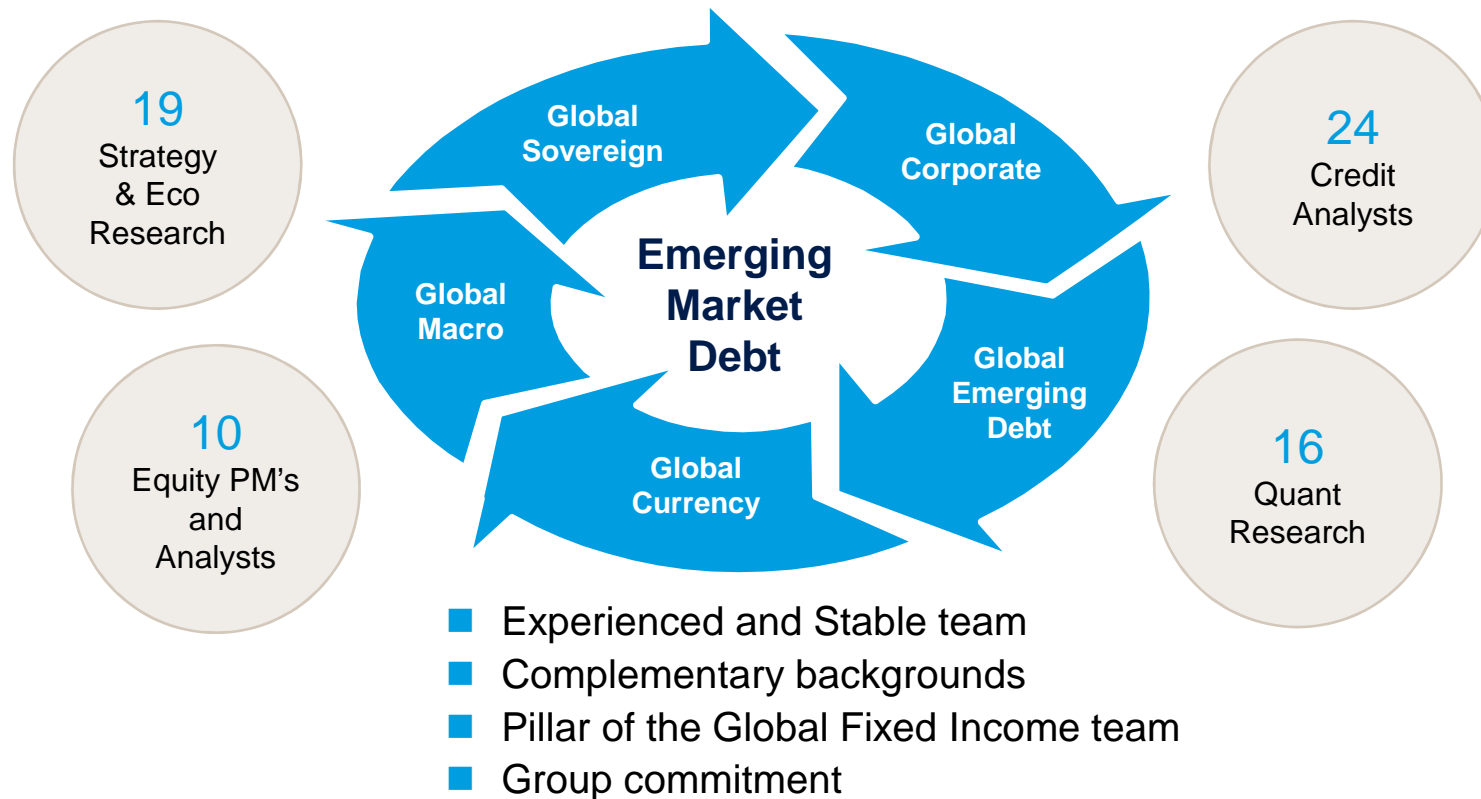 19
Strategy
& Eco
Research
10
Equity PM's
and
Analysts
Global
Sovereign
Global
Corporate
Global
Emerging
Debt
Global
Currency
Global
Macro
Emerging
Market
Debt
24
Credit
Analysts
16
Quant
Research
Experienced and Stable team
Complementary backgrounds
Pillar of the Global Fixed Income team
Group commitment